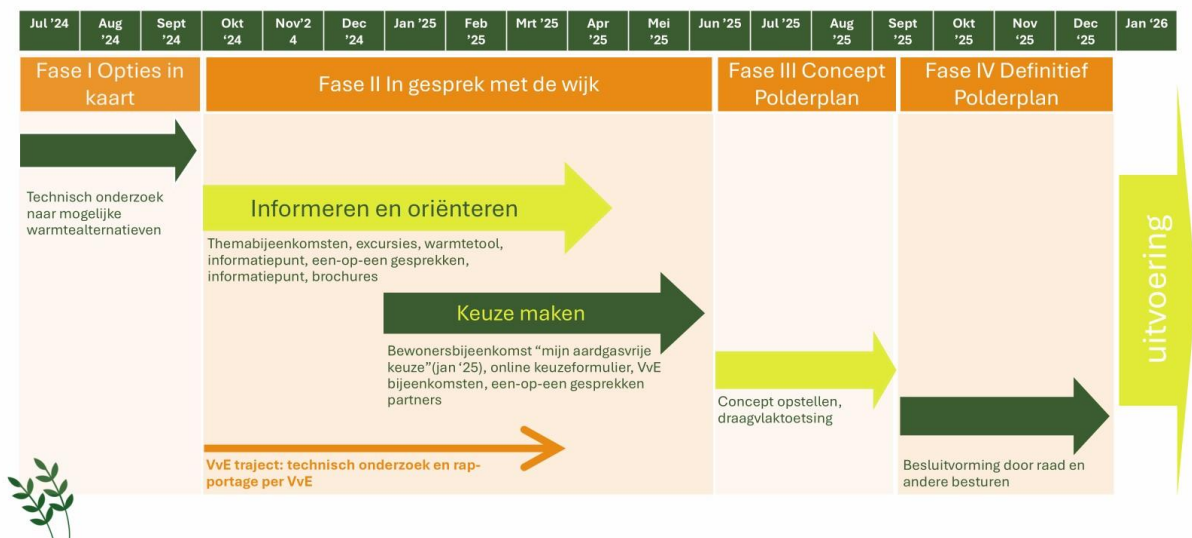 Jul ’24
Aug
’24
Sept
’24
Okt
‘24
Nov’2
4
Dec
’24
Jan ’25
Feb
’25
Mrt ’25
Apr
’25
Mei
’25
Jun ’25
Jul ’25
Aug
’25
Sept
’25
Okt
’25
Nov
‘25
Dec
‘25
Jan ‘26
Fase I Opties in
kaart
Fase II In gesprek met de wijk
Fase III Concept
Polderplan
Fase IV Definitief
Polderplan
Technisch onderzoek
naar mogelijke
warmtealternatieven
Informeren en oriënteren
Themabijeenkomsten, excursies, warmtetool,
informatiepunt, een-op-een gesprekken,
informatiepunt, brochures
Keuze maken
Bewonersbijeenkomst “mijn aardgasvrije
keuze”(jan ‘25), online keuzeformulier, VvE
bijeenkomsten, een-op-een gesprekken
partners
Concept opstellen,
draagvlaktoetsing
VvE traject: technisch onderzoek en rap-
portage per VvE
Besluitvorming door raad en
andere besturen
uitvoering